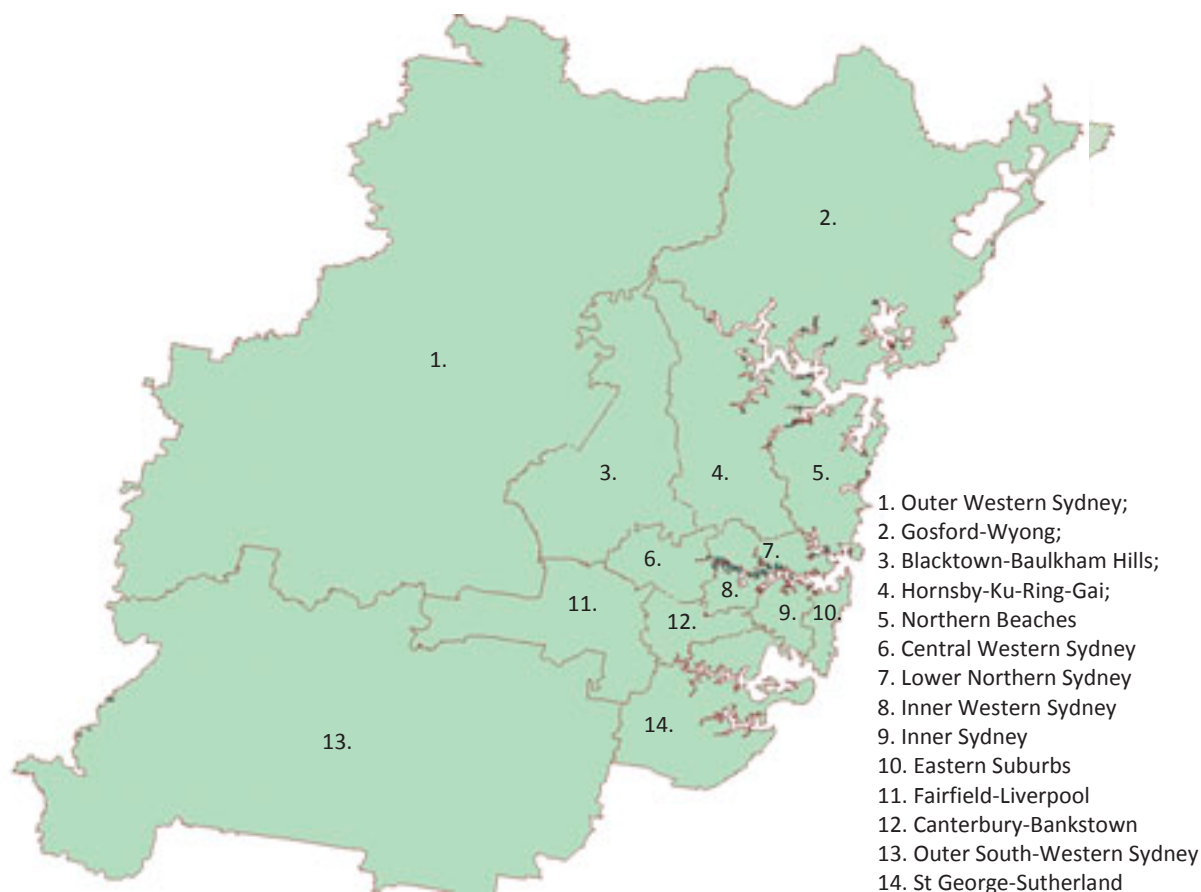 2.
1.
3.
4.
5.
6.
7.
8.
9.
10.
11.
12.
13.
14.
1. Outer Western Sydney;
2. Gosford-Wyong;
3. Blacktown-Baulkham Hills;
4. Hornsby-Ku-Ring-Gai;
5. Northern Beaches
6. Central Western Sydney
7. Lower Northern Sydney
8. Inner Western Sydney
9. Inner Sydney
10. Eastern Suburbs
11. Fairfield-Liverpool
12. Canterbury-Bankstown
13. Outer South-Western Sydney
14. St George-Sutherland